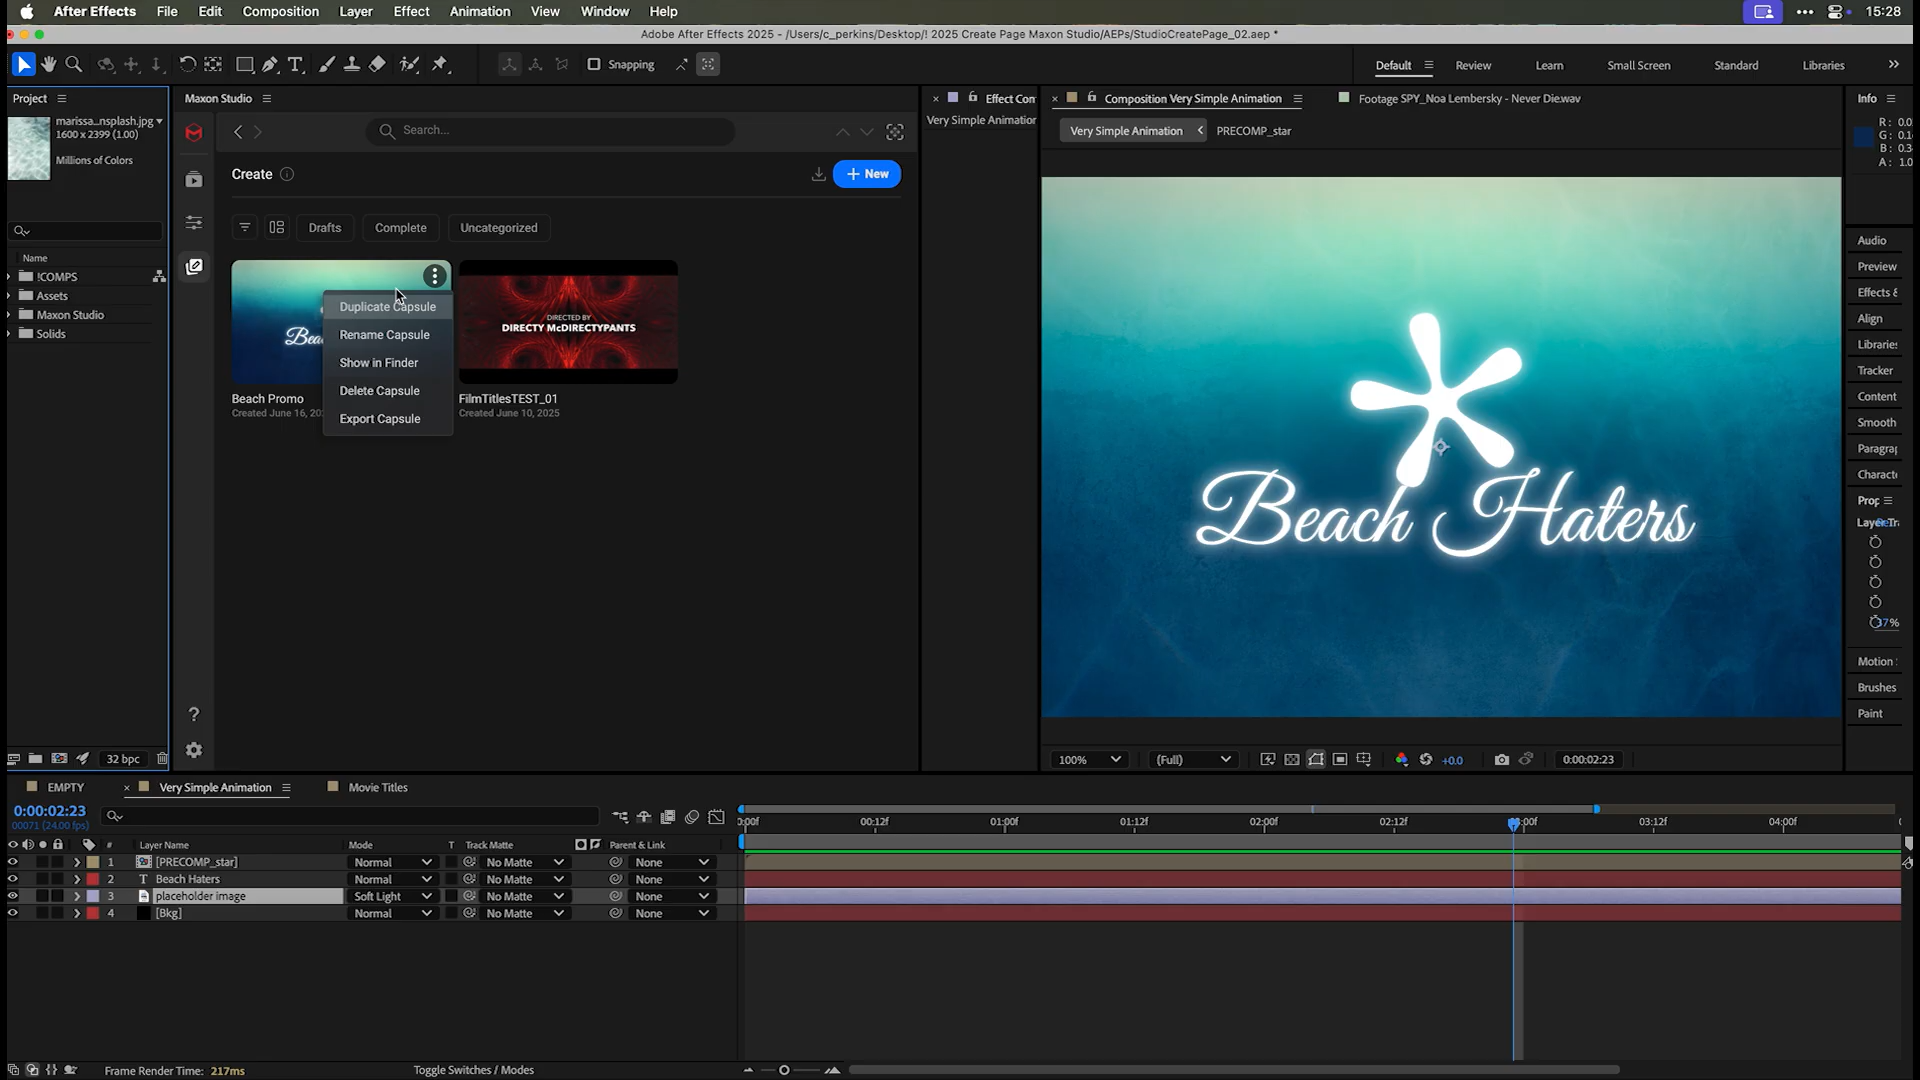 After Effects File Edit Composition Layer Effect Animation View Window Help 15:28
Adobe After Effects 2025 - /Users/c_perkins/Desktop/! 2025 Create Page Maxon Studio/AEPs/StudioCreatePage_02.aep *
Snapping Default Review Learn Small Screen Standard Libraries
Project Maxon Studio Effect Con Composition Very Simple Animation Footage SPY_Noa Lembersky - Never Die.wav Info
marissa...nsplash.jpg
1600 x 2399 (1.00)
Millions of Colors
Search...
Very Simple Animation
Very Simple Animation PRECOMP_star
R: 0.0
G: 0.1
B: 0.3
A: 1.0
Create New
Drafts Complete Uncategorized
Name
!COMPS
Assets
Maxon Studio
Solids
Duplicate Capsule
Rename Capsule
Show in Finder
Delete Capsule
Export Capsule
Beac
Beach Promo
Created June 16, 20
DIRECTED BY
DIRECTY McDIRECTYPANTS
FilmTitlesTEST_01
Created June 10, 2025
Beach Haters
Audio
Preview
Effects &
Align
Libraries
Tracker
Content
Smooth
Paragra
Characte
Prop
37%
Motion
Brushes
Paint
32 bpc
100% (Full) +0.0 0:00:02:23
EMPTY Very Simple Animation Movie Titles
0:00:02:23
00071 (24.00 fps)
00f 00:12f 01:00f 01:12f 02:00f 02:12f 00f 03:12f 04:00f
# Layer Name Mode T Track Matte Parent & Link
1 [PRECOMP_star] Normal No Matte None
2 T Beach Haters Normal No Matte None
3 placeholder image Soft Light No Matte None
4 [Bkg] Normal No Matte None
Frame Render Time: 217ms Toggle Switches / Modes